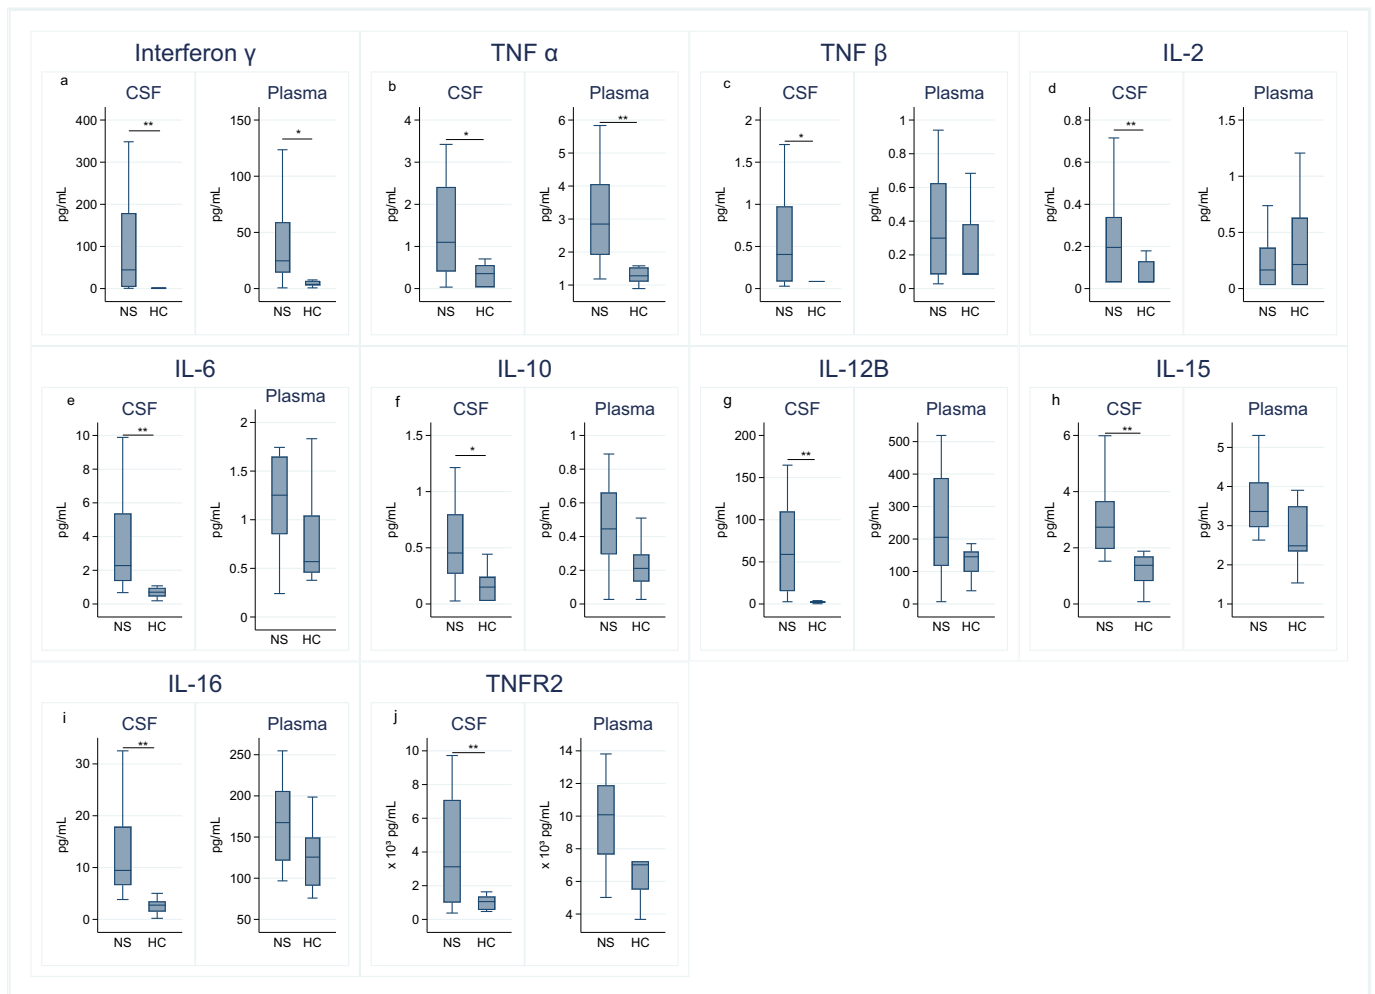 Interferon γ
a
CSF
**
400
300
200
100
0
pg/mL
NS HC
Plasma
*
150
100
50
0
pg/mL
NS HC
TNF α
b
CSF
*
4
3
2
1
0
pg/mL
NS HC
Plasma
**
6
5
4
3
2
1
pg/mL
NS HC
TNF β
c
CSF
*
2
1.5
1
0.5
0
pg/mL
NS HC
Plasma
1
0.8
0.6
0.4
0.2
0
pg/mL
NS HC
IL-2
d
CSF
**
0.8
0.6
0.4
0.2
0
pg/mL
NS HC
Plasma
1.5
1
0.5
0
pg/mL
NS HC
IL-6
e
CSF
**
10
8
6
4
2
0
pg/mL
NS HC
Plasma
2
1.5
1
0.5
0
pg/mL
NS HC
IL-10
f
CSF
*
1.5
1
0.5
0
pg/mL
NS HC
Plasma
1
0.8
0.6
0.4
0.2
0
pg/mL
NS HC
IL-12B
g
CSF
**
200
150
100
50
0
pg/mL
NS HC
Plasma
500
400
300
200
100
0
pg/mL
NS HC
IL-15
h
CSF
**
6
4
2
0
pg/mL
NS HC
Plasma
5
4
3
2
1
pg/mL
NS HC
IL-16
i
CSF
**
30
20
10
0
pg/mL
NS HC
Plasma
250
200
150
100
50
pg/mL
NS HC
TNFR2
j
CSF
**
10
8
6
4
2
0
x 10³ pg/mL
NS HC
Plasma
14
12
10
8
6
4
x 10³ pg/mL
NS HC